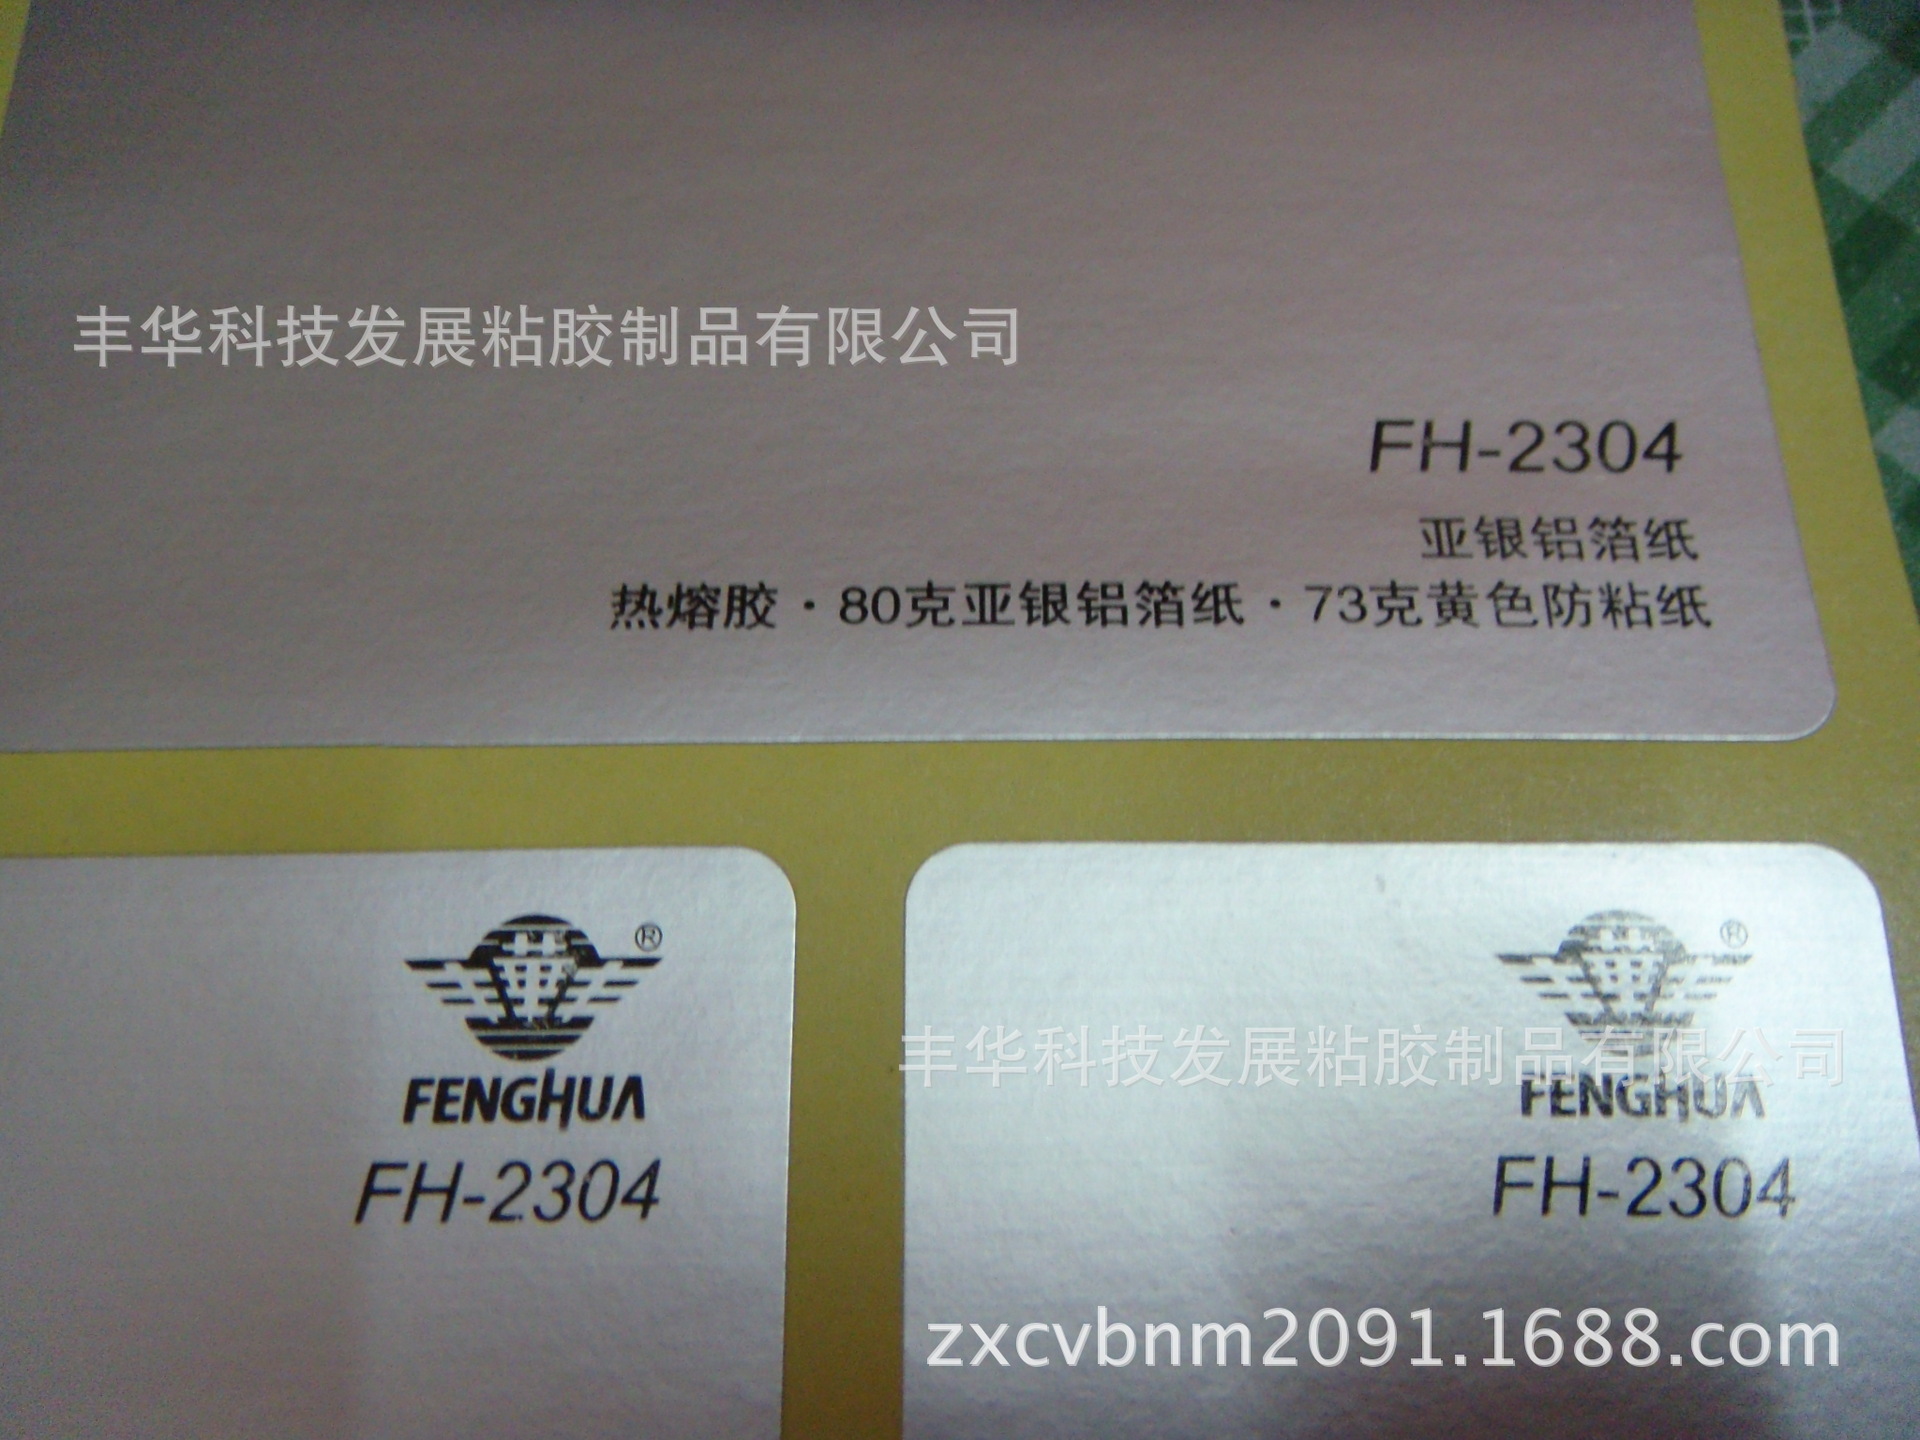 丰华科技发展粘胶制品有限公司
FH-2304
亚银铝箔纸
热熔胶·80克亚银铝箔纸·73克黄色防粘纸
華®
FENGHUA
FH-2304
華®
丰华科技发展粘胶制品有限公司
FENGHUA
FH-2304
zxcvbnm2091.1688.com